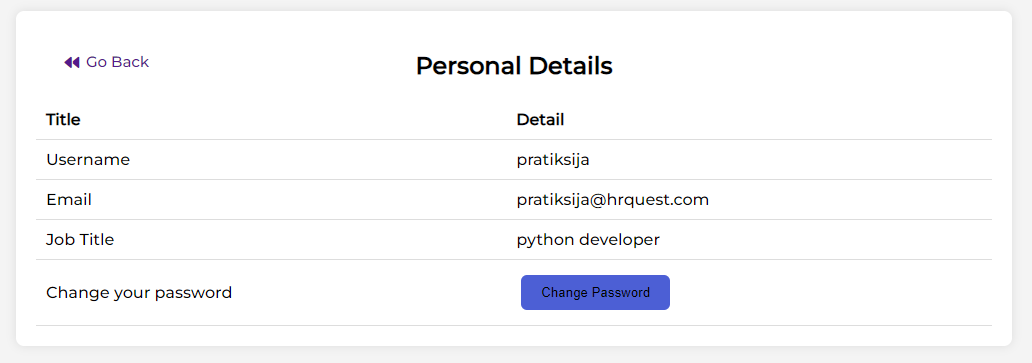 Go Back
Personal Details
Title Detail
Username pratiksija
Email pratiksija@hrquest.com
Job Title python developer
Change your password Change Password